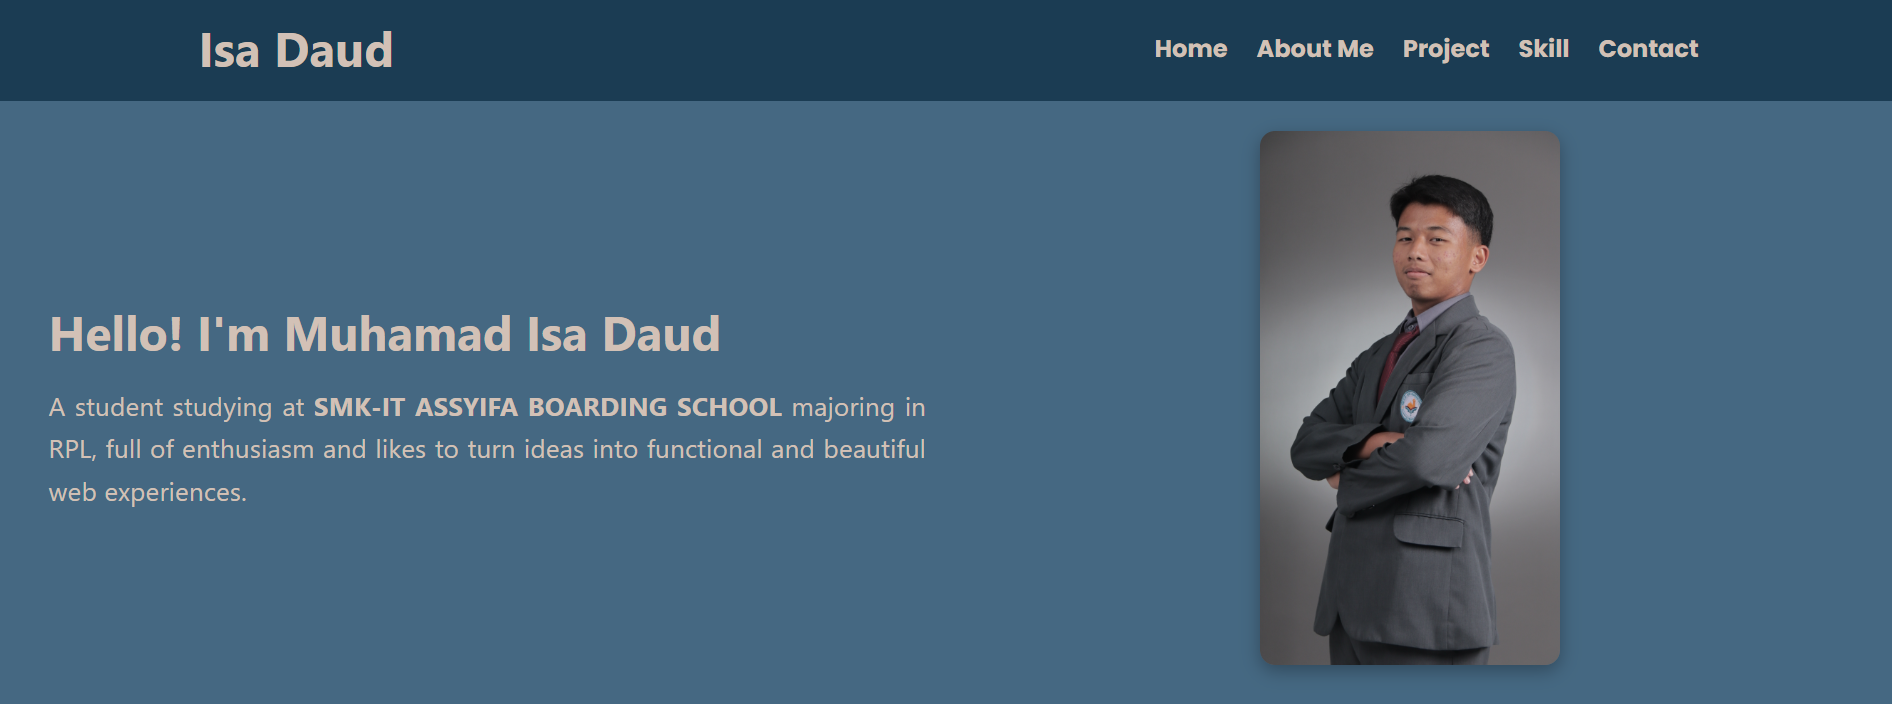 Isa Daud
Home About Me Project Skill Contact
Hello! I'm Muhamad Isa Daud
A student studying at SMK-IT ASSYIFA BOARDING SCHOOL majoring in
RPL, full of enthusiasm and likes to turn ideas into functional and beautiful
web experiences.